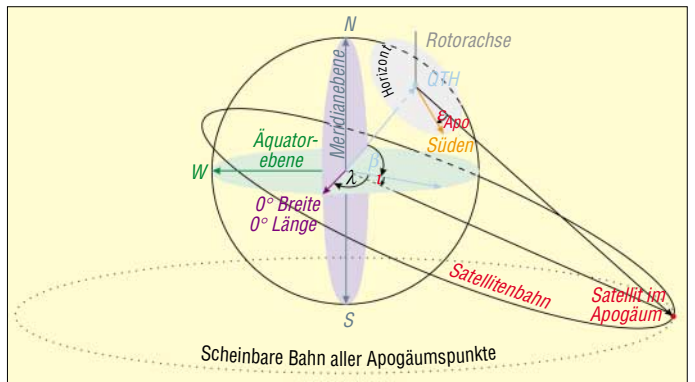 N
Rotorachse
Horizont
QTH
Meridianebene
εApo
Süden
Äquator-
ebene
W
β
λ
ι
0° Breite
0° Länge
Satellitenbahn
Satellit im
Apogäum
S
Scheinbare Bahn aller Apogäumspunkte